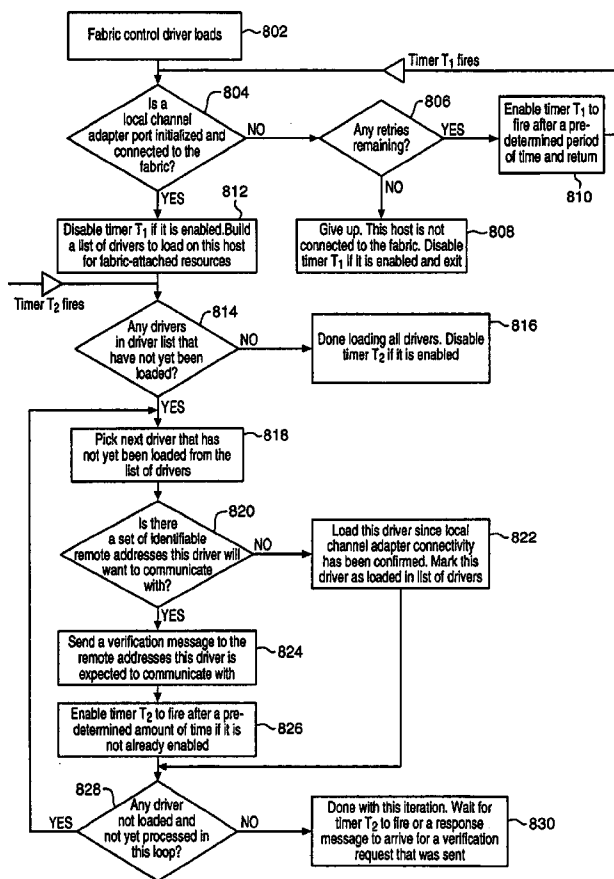 Fabric control driver loads
802
Timer T1 fires
Is a
local channel
adapter port initialized and
connected to the
fabric?
804
NO
Any retries
remaining?
806
YES
Enable timer T1 to
fire after a pre-
determined period
of time and return
810
YES
NO
Disable timer T1 if it is enabled.Build
a list of drivers to load on this host
for fabric-attached resources
812
Give up. This host is not
connected to the fabric. Disable
timer T1 if it is enabled and exit
808
Timer T2 fires
Any drivers
in driver list that
have not yet been
loaded?
814
NO
Done loading all drivers. Disable
timer T2 if it is enabled
816
YES
Pick next driver that has
not yet been loaded from the
list of drivers
818
Is there
a set of identifiable
remote addresses this driver will
want to communicate
with?
820
NO
Load this driver since local
channel adapter connectivity
has been confirmed. Mark this
driver as loaded in list of drivers
822
YES
Send a verification message to the
remote addresses this driver is
expected to communicate with
824
Enable timer T2 to fire after a pre-
determined amount of time if it is
not already enabled
826
828
Any driver
not loaded and
not yet processed in
this loop?
YES
NO
Done with this iteration. Wait for
timer T2 to fire or a response
message to arrive for a verification
request that was sent
830